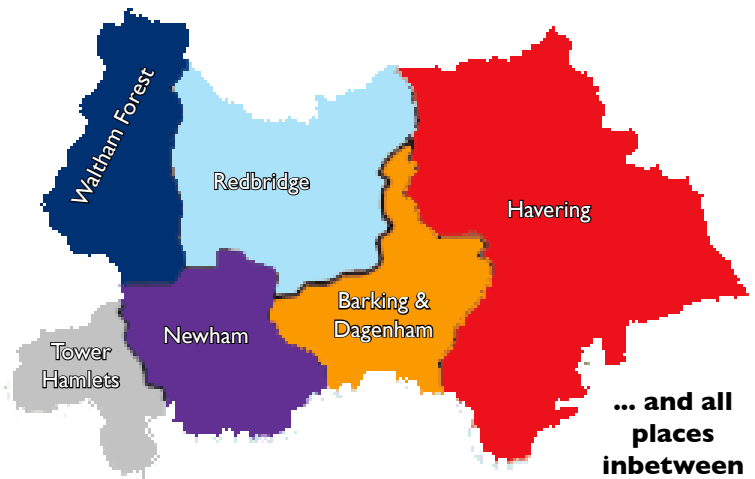 Waltham Forest
Redbridge
Havering
Barking &
Dagenham
Newham
Tower
Hamlets
... and all
places
inbetween